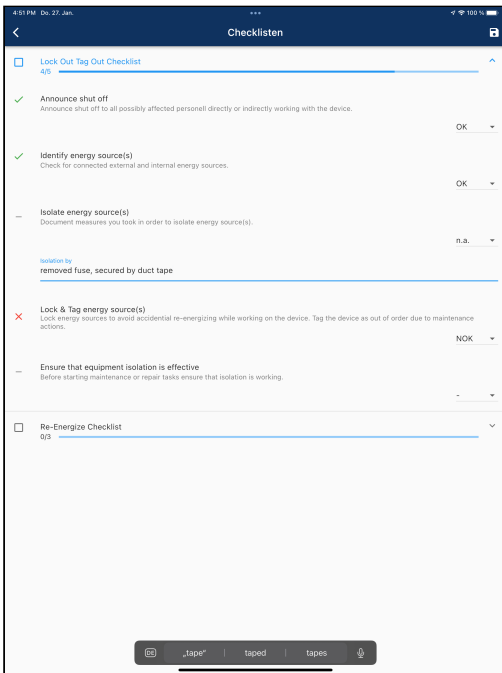 4:51 PM Do. 27. Jan.
100 %
Checklisten
Lock Out Tag Out Checklist
4/5
Announce shut off
Announce shut off to all possibly affected personell directly or indirectly working with the device.
OK
Identify energy source(s)
Check for connected external and internal energy sources.
OK
Isolate energy source(s)
Document measures you took in order to isolate energy source(s).
n.a.
Isolation by
removed fuse, secured by duct tape
Lock & Tag energy source(s)
Lock energy sources to avoid accidential re-energizing while working on the device. Tag the device as out of order due to maintenance
actions.
NOK
Ensure that equipment isolation is effective
Before starting maintenance or repair tasks ensure that isolation is working.
-
Re-Energize Checklist
0/3
DE „tape“ taped tapes